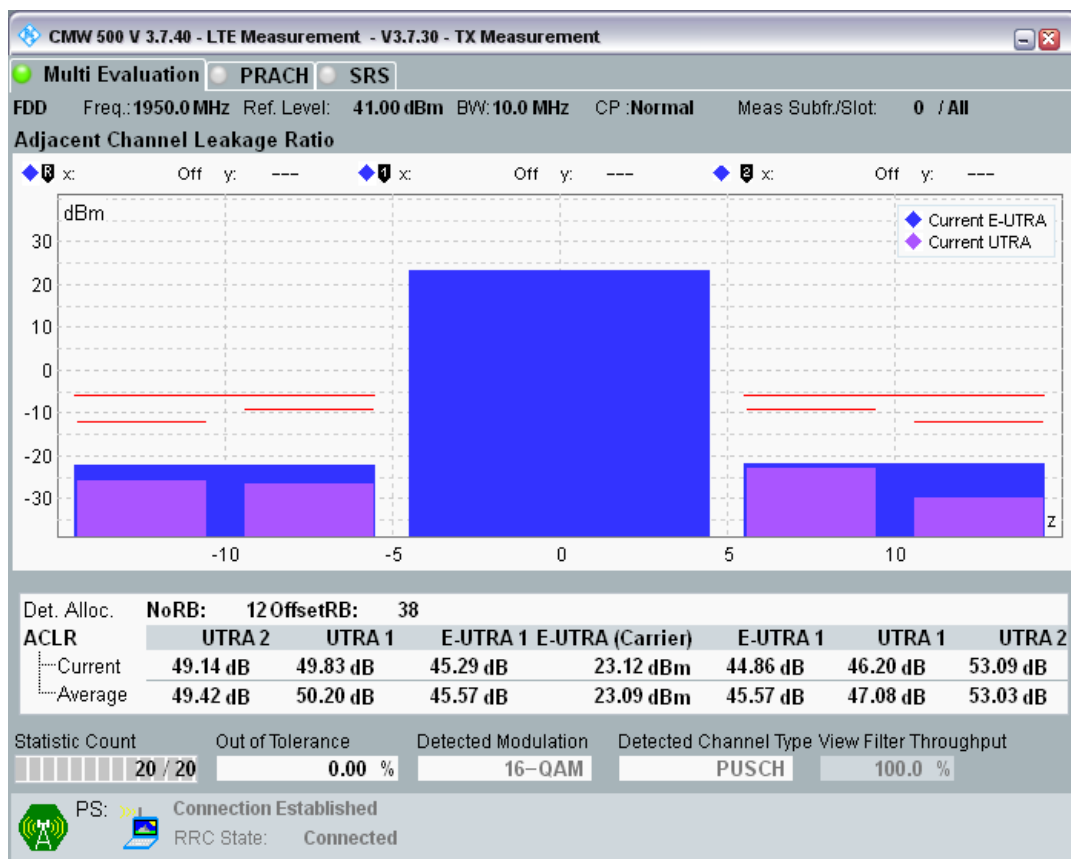 CMW 500 V 3.7.40 - LTE Measurement - V3.7.30 - TX Measurement
Multi Evaluation PRACH SRS
FDD Freq.: 1950.0 MHz Ref. Level: 41.00 dBm BW: 10.0 MHz CP :Normal Meas Subfr./Slot: 0 / All
Adjacent Channel Leakage Ratio
R x: Off y: --- 1 x: Off y: --- 2 x: Off y: ---
dBm
Current E-UTRA
Current UTRA
30
20
10
0
-10
-20
-30
z
-10 -5 0 5 10
Det. Alloc. NoRB: 12 OffsetRB: 38
ACLR UTRA 2 UTRA 1 E-UTRA 1 E-UTRA (Carrier) E-UTRA 1 UTRA 1 UTRA 2
Current 49.14 dB 49.83 dB 45.29 dB 23.12 dBm 44.86 dB 46.20 dB 53.09 dB
Average 49.42 dB 50.20 dB 45.57 dB 23.09 dBm 45.57 dB 47.08 dB 53.03 dB
Statistic Count Out of Tolerance Detected Modulation Detected Channel Type View Filter Throughput
20 / 20 0.00 % 16-QAM PUSCH 100.0 %
PS: Connection Established
RRC State: Connected